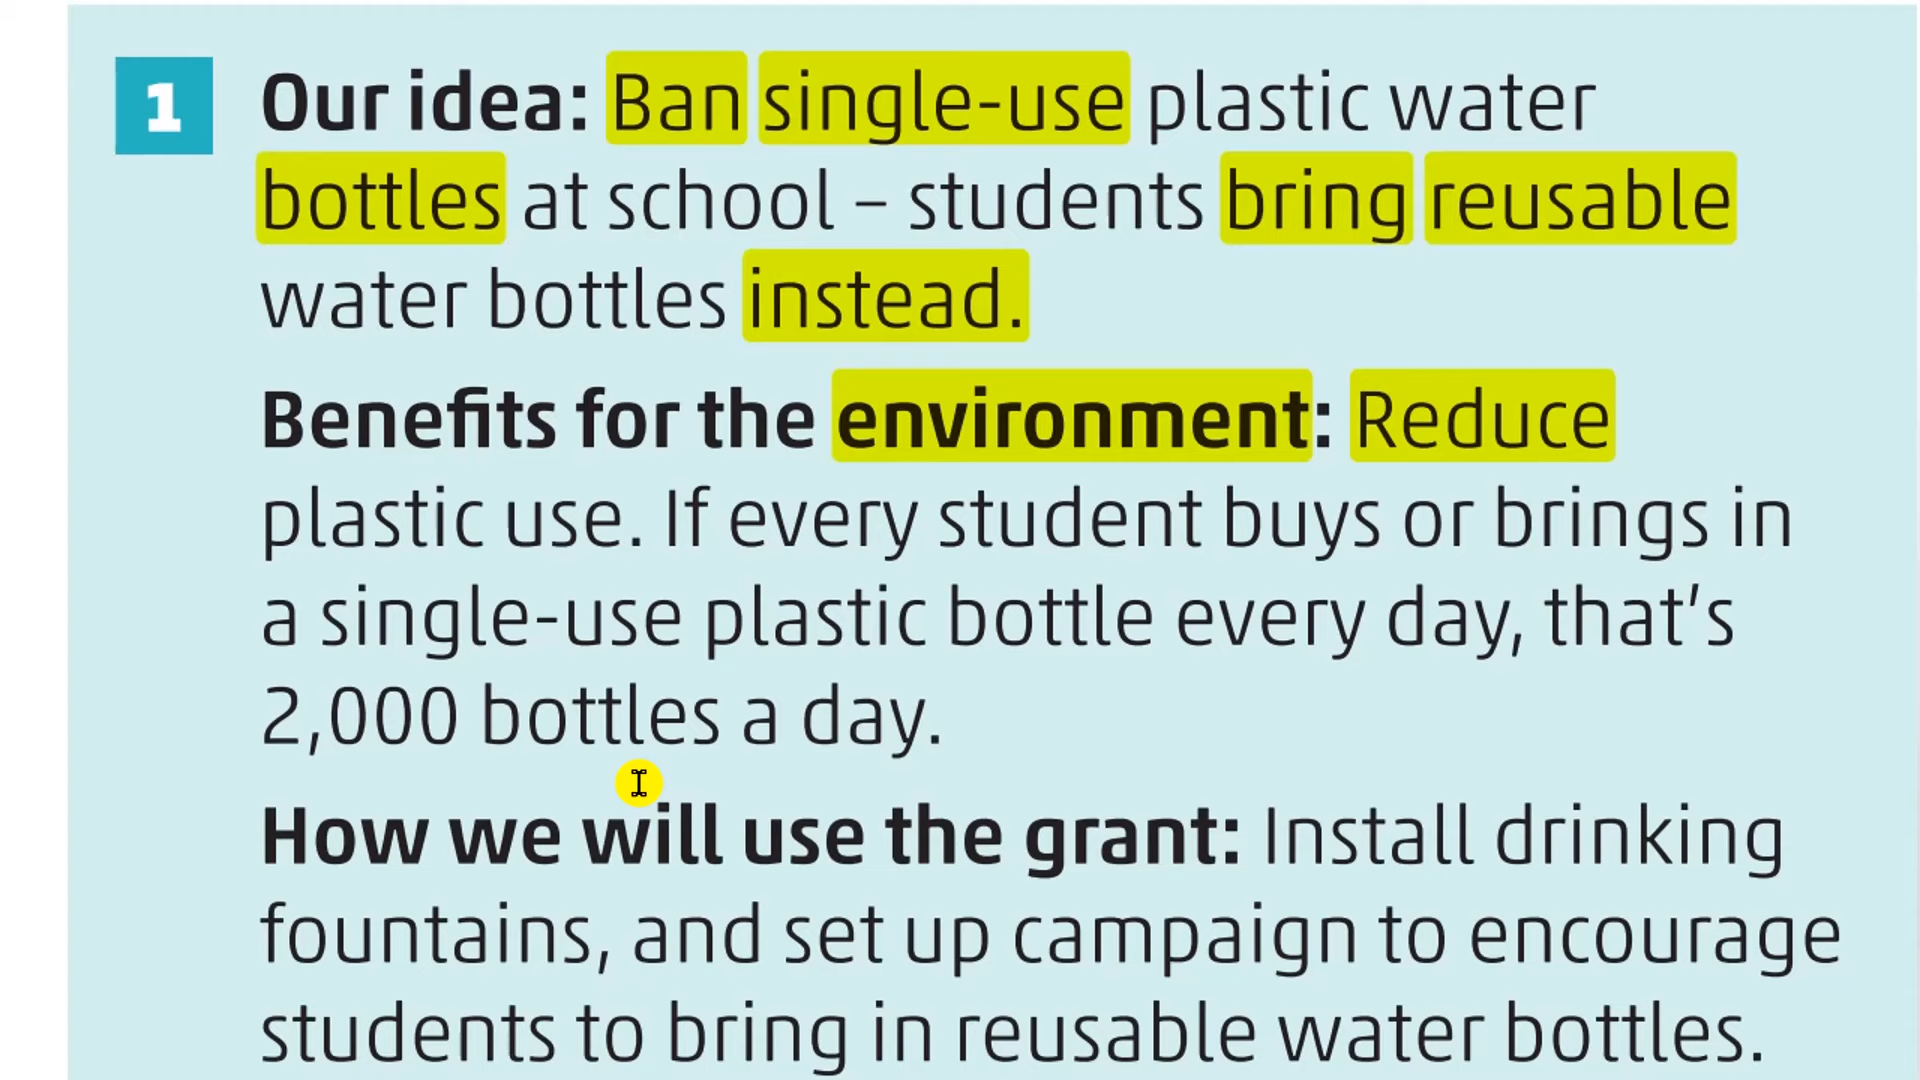 1 Our idea: Ban single-use plastic water
bottles at school – students bring reusable
water bottles instead.
Benefits for the environment: Reduce
plastic use. If every student buys or brings in
a single-use plastic bottle every day, that’s
2,000 bottles a day.
How we will use the grant: Install drinking
fountains, and set up campaign to encourage
students to bring in reusable water bottles.